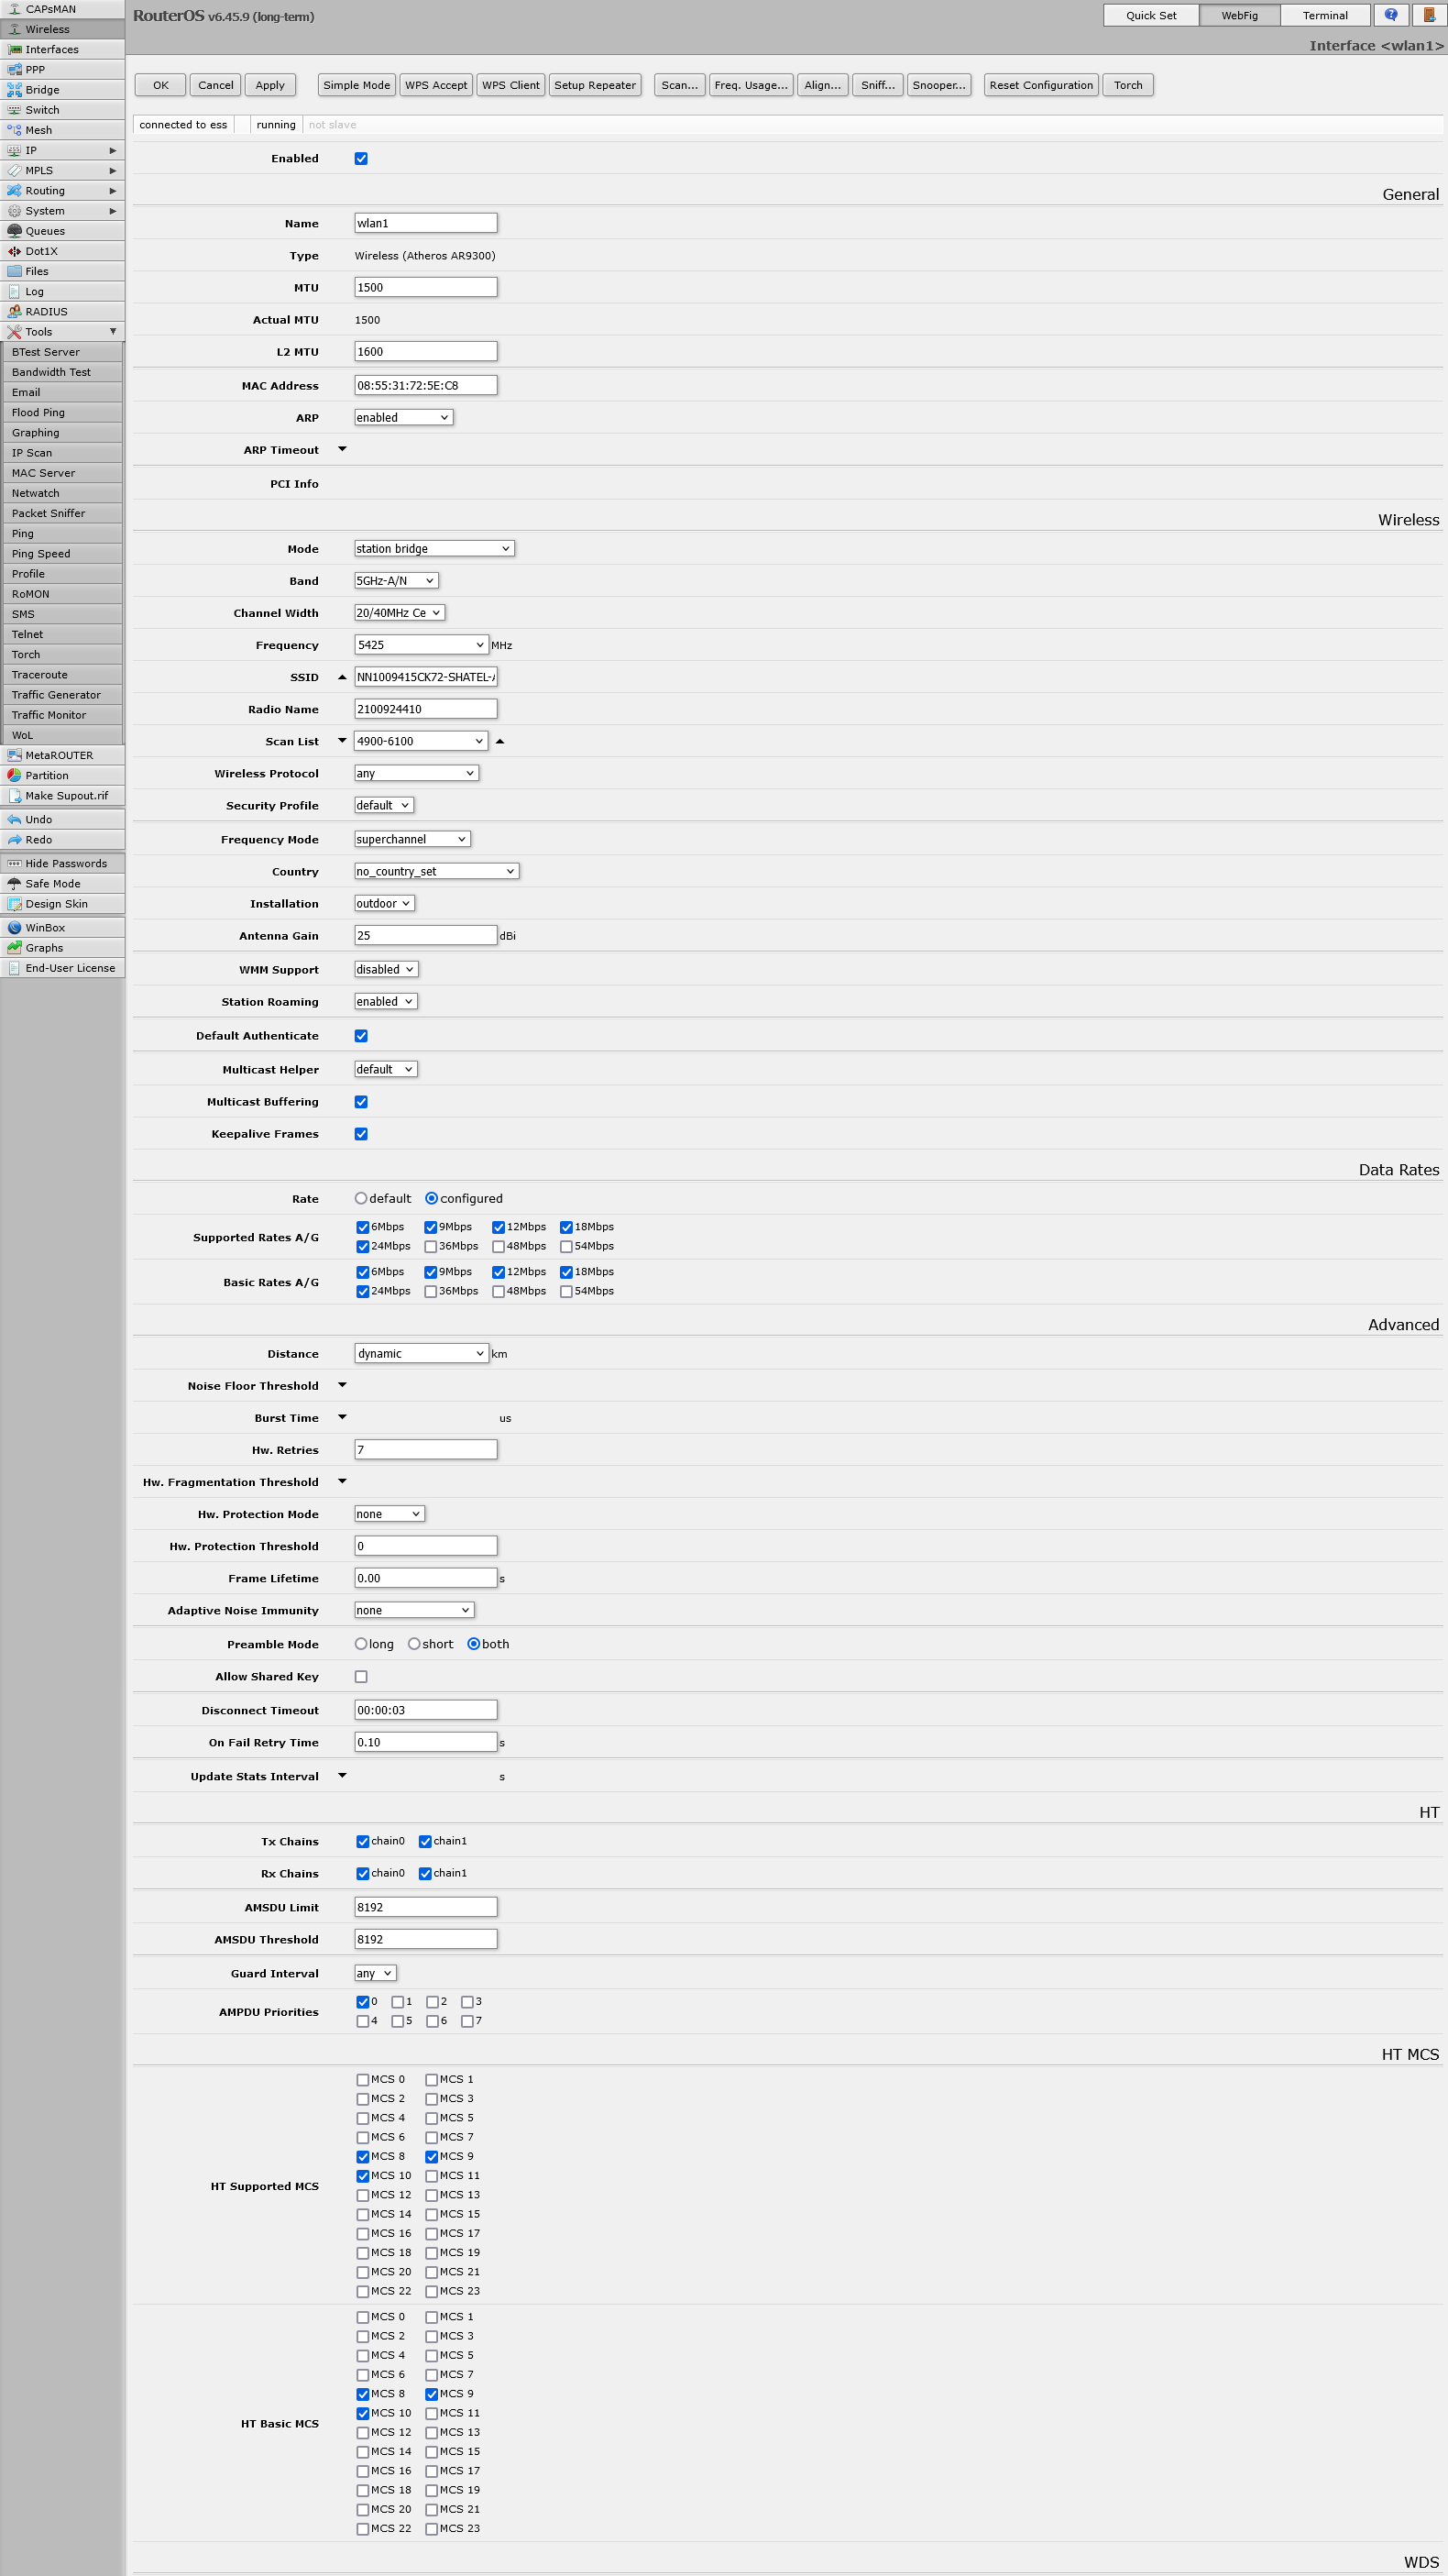 CAPsMAN
Wireless
Interfaces
PPP
Bridge
Switch
Mesh
IP
MPLS
Routing
System
Queues
Dot1X
Files
Log
RADIUS
Tools
BTest Server
Bandwidth Test
Email
Flood Ping
Graphing
IP Scan
MAC Server
Netwatch
Packet Sniffer
Ping
Ping Speed
Profile
RoMON
SMS
Telnet
Torch
Traceroute
Traffic Generator
Traffic Monitor
WoL
MetaROUTER
Partition
Make Supout.rif
Undo
Redo
Hide Passwords
Safe Mode
Design Skin
WinBox
Graphs
End-User License
RouterOS v6.45.9 (long-term)
Quick Set WebFig Terminal
Interface <wlan1>
OK Cancel Apply Simple Mode WPS Accept WPS Client Setup Repeater Scan... Freq. Usage... Align... Sniff... Snooper... Reset Configuration Torch
connected to ess running not slave
Enabled
General
Name wlan1
Type Wireless (Atheros AR9300)
MTU 1500
Actual MTU 1500
L2 MTU 1600
MAC Address 08:55:31:72:5E:C8
ARP enabled
ARP Timeout
PCI Info
Wireless
Mode station bridge
Band 5GHz-A/N
Channel Width 20/40MHz Ce
Frequency 5425 MHz
SSID NN1009415CK72-SHATEL-A
Radio Name 2100924410
Scan List 4900-6100
Wireless Protocol any
Security Profile default
Frequency Mode superchannel
Country no_country_set
Installation outdoor
Antenna Gain 25 dBi
WMM Support disabled
Station Roaming enabled
Default Authenticate
Multicast Helper default
Multicast Buffering
Keepalive Frames
Data Rates
Rate default configured
Supported Rates A/G
6Mbps 9Mbps 12Mbps 18Mbps
24Mbps 36Mbps 48Mbps 54Mbps
Basic Rates A/G
6Mbps 9Mbps 12Mbps 18Mbps
24Mbps 36Mbps 48Mbps 54Mbps
Advanced
Distance dynamic km
Noise Floor Threshold
Burst Time us
Hw. Retries 7
Hw. Fragmentation Threshold
Hw. Protection Mode none
Hw. Protection Threshold 0
Frame Lifetime 0.00 s
Adaptive Noise Immunity none
Preamble Mode long short both
Allow Shared Key
Disconnect Timeout 00:00:03
On Fail Retry Time 0.10 s
Update Stats Interval s
HT
Tx Chains chain0 chain1
Rx Chains chain0 chain1
AMSDU Limit 8192
AMSDU Threshold 8192
Guard Interval any
AMPDU Priorities
0 1 2 3
4 5 6 7
HT MCS
HT Supported MCS
MCS 0 MCS 1
MCS 2 MCS 3
MCS 4 MCS 5
MCS 6 MCS 7
MCS 8 MCS 9
MCS 10 MCS 11
MCS 12 MCS 13
MCS 14 MCS 15
MCS 16 MCS 17
MCS 18 MCS 19
MCS 20 MCS 21
MCS 22 MCS 23
HT Basic MCS
MCS 0 MCS 1
MCS 2 MCS 3
MCS 4 MCS 5
MCS 6 MCS 7
MCS 8 MCS 9
MCS 10 MCS 11
MCS 12 MCS 13
MCS 14 MCS 15
MCS 16 MCS 17
MCS 18 MCS 19
MCS 20 MCS 21
MCS 22 MCS 23
WDS